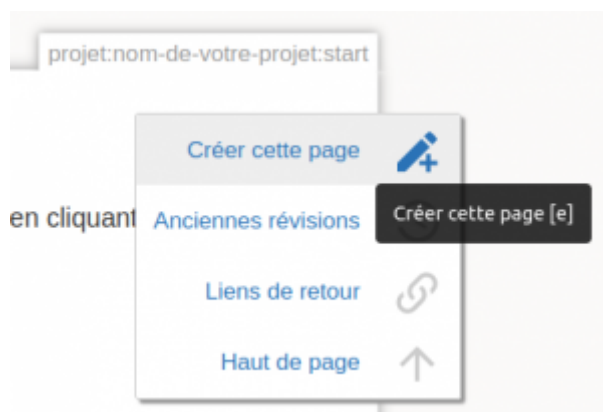 projet:nom-de-votre-projet:start
Créer cette page
en cliquant
Anciennes révisions
Créer cette page [e]
Liens de retour
Haut de page